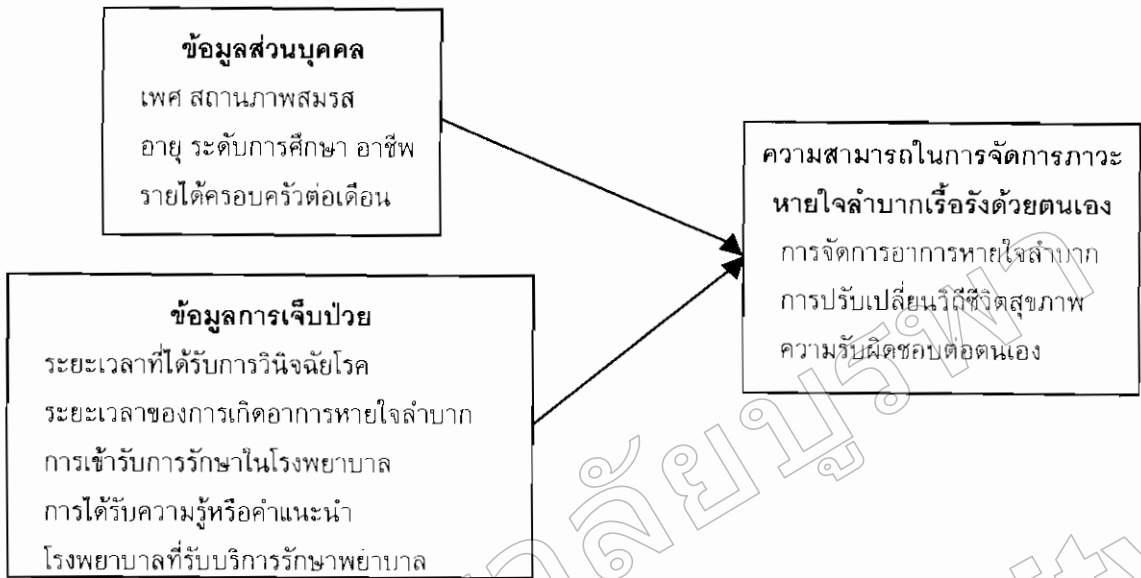 ข้อมูลส่วนบุคคล
เพศ สถานภาพสมรส
อายุ ระดับการศึกษา อาชีพ
รายได้ครอบครัวต่อเดือน
ข้อมูลการเจ็บป่วย
ระยะเวลาที่ได้รับการวินิจฉัยโรค
ระยะเวลาของการเกิดอาการหายใจลำบาก
การเข้ารับการรักษาในโรงพยาบาล
การได้รับความรู้หรือคำแนะนำ
โรงพยาบาลที่รับบริการรักษาพยาบาล
ความสามารถในการจัดการภาวะ
หายใจลำบากเรื้อรังด้วยตนเอง
การจัดการอาการหายใจลำบาก
การปรับเปลี่ยนวิถีชีวิตสุขภาพ
ความรับผิดชอบต่อตนเอง